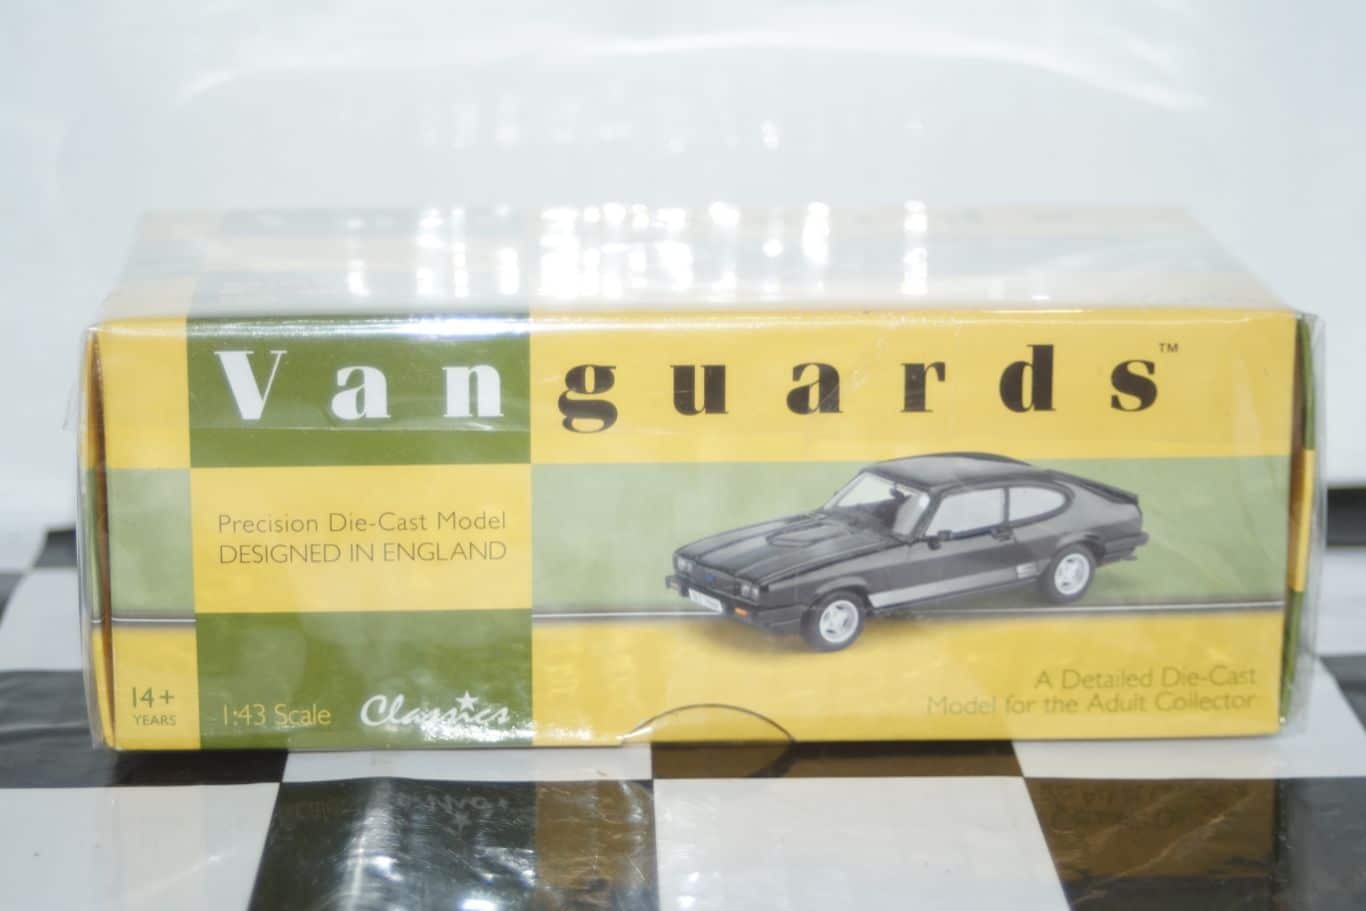 Vanguards™
Precision Die-Cast Model
DESIGNED IN ENGLAND
14+
YEARS
1:43 Scale
Classics
A Detailed Die-Cast
Model for the Adult Collector